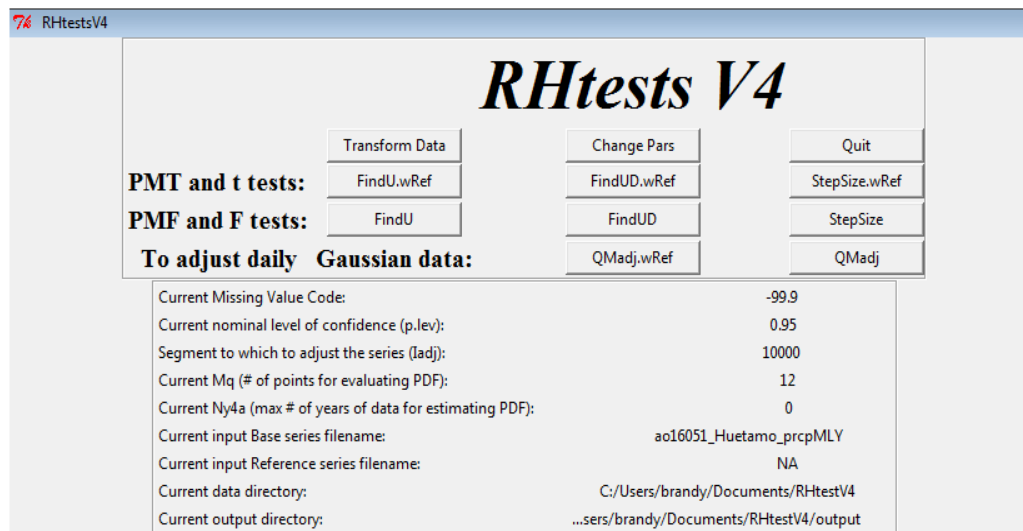 RHtestsV4
RHtests V4
Transform Data Change Pars Quit
PMT and t tests: FindU.wRef FindUD.wRef StepSize.wRef
PMF and F tests: FindU FindUD StepSize
To adjust daily Gaussian data: QMadj.wRef QMadj
Current Missing Value Code: -99.9
Current nominal level of confidence (p.lev): 0.95
Segment to which to adjust the series (Iadj): 10000
Current Mq (# of points for evaluating PDF): 12
Current Ny4a (max # of years of data for estimating PDF): 0
Current input Base series filename: ao16051_Huetamo_prcpMLY
Current input Reference series filename: NA
Current data directory: C:/Users/brandy/Documents/RHtestV4
Current output directory: ...sers/brandy/Documents/RHtestV4/output